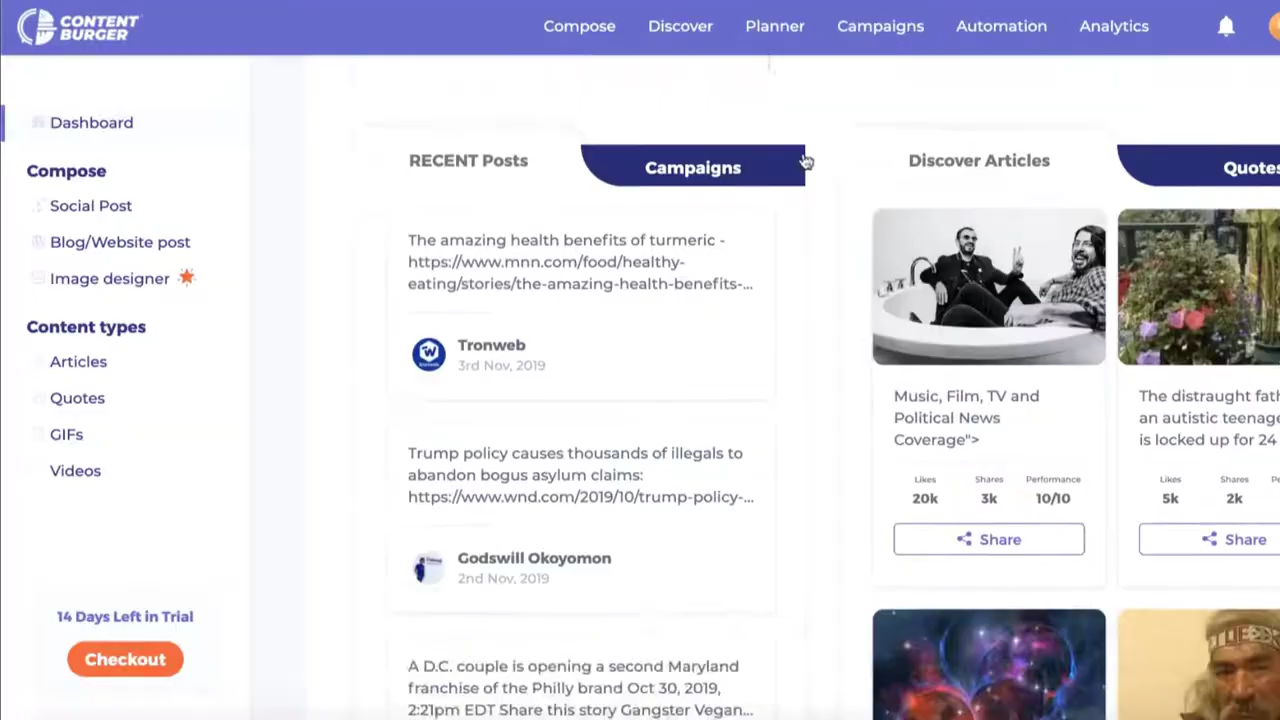 CONTENT
BURGER
Compose
Discover
Planner
Campaigns
Automation
Analytics
Dashboard
Compose
Social Post
Blog/Website post
Image designer
Content types
Articles
Quotes
GIFs
Videos
14 Days Left in Trial
Checkout
RECENT Posts
Campaigns
The amazing health benefits of turmeric -
https://www.mnn.com/food/healthy-
eating/stories/the-amazing-health-benefits-...
Tronweb
3rd Nov, 2019
Trump policy causes thousands of illegals to
abandon bogus asylum claims:
https://www.wnd.com/2019/10/trump-policy-...
Godswill Okoyomon
2nd Nov, 2019
A D.C. couple is opening a second Maryland
franchise of the Philly brand Oct 30, 2019,
2:21pm EDT Share this story Gangster Vegan...
Discover Articles
Quotes
Music, Film, TV and
Political News
Coverage">
Likes
Shares
Performance
20k
3k
10/10
Share
The distraught fath
an autistic teenage
is locked up for 24
Likes
Shares
Pe
5k
2k
Share